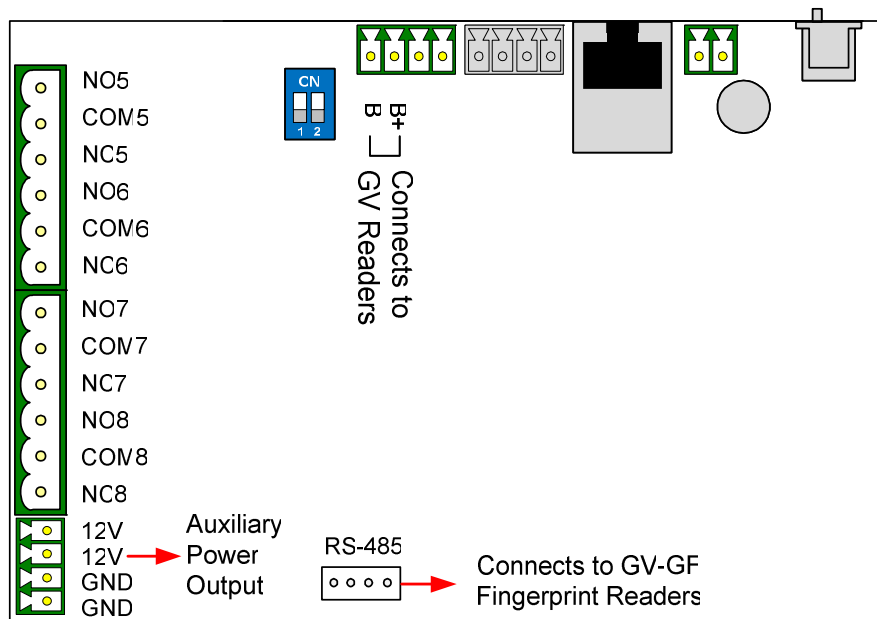 NO5
COM5
NC5
NO6
COM6
NC6
NO7
COM7
NC7
NO8
COM8
NC8
12V
12V
GND
GND
Auxiliary
Power
Output
CN
1 2
B B+
Connects to
GV Readers
RS-485
Connects to GV-GF
Fingerprint Readers